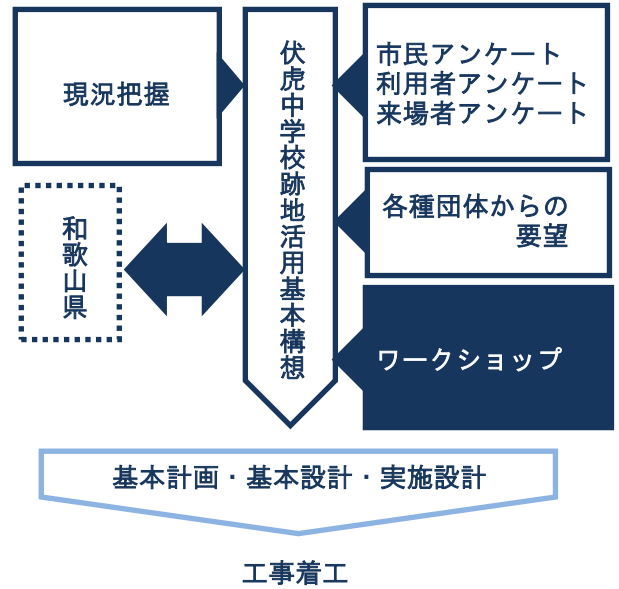 現況把握
伏虎中学校跡地活用基本構想
市民アンケート
利用者アンケート
来場者アンケート
和歌山県
各種団体からの
要望
ワークショップ
基本計画・基本設計・実施設計
工事着工